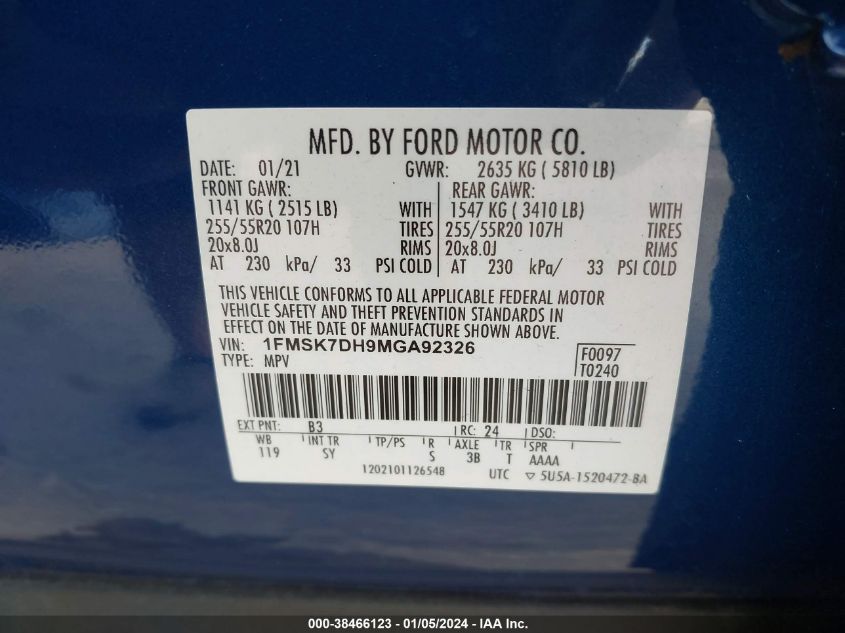 MFD. BY FORD MOTOR CO.
DATE: 01/21 GVWR: 2635 KG ( 5810 LB)
FRONT GAWR: REAR GAWR:
1141 KG ( 2515 LB) WITH 1547 KG ( 3410 LB) WITH
255/55R20 107H TIRES 255/55R20 107H TIRES
20x8.0J RIMS 20x8.0J RIMS
AT 230 kPa/ 33 PSI COLD AT 230 kPa/ 33 PSI COLD
THIS VEHICLE CONFORMS TO ALL APPLICABLE FEDERAL MOTOR
VEHICLE SAFETY AND THEFT PREVENTION STANDARDS IN
EFFECT ON THE DATE OF MANUFACTURE SHOWN ABOVE.
VIN: 1FMSK7DH9MGA92326 F0097
TYPE: MPV T0240
EXT PNT: B3 RC: 24 DSO:
WB INT TR TP/PS R AXLE TR SPR
119 SY S 3B T AAAA
1202101126548 UTC ▽ 5U5A-1520472-BA
000-38466123 - 01/05/2024 - IAA Inc.